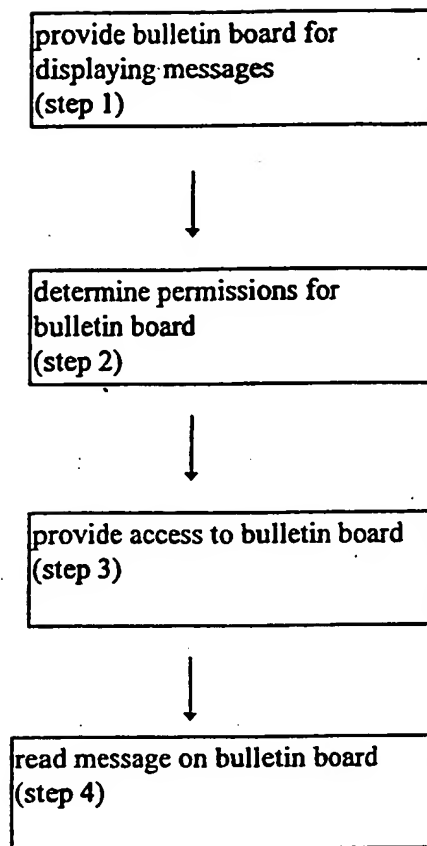 provide bulletin board for
displaying messages
(step 1)
determine permissions for
bulletin board
(step 2)
provide access to bulletin board
(step 3)
read message on bulletin board
(step 4)